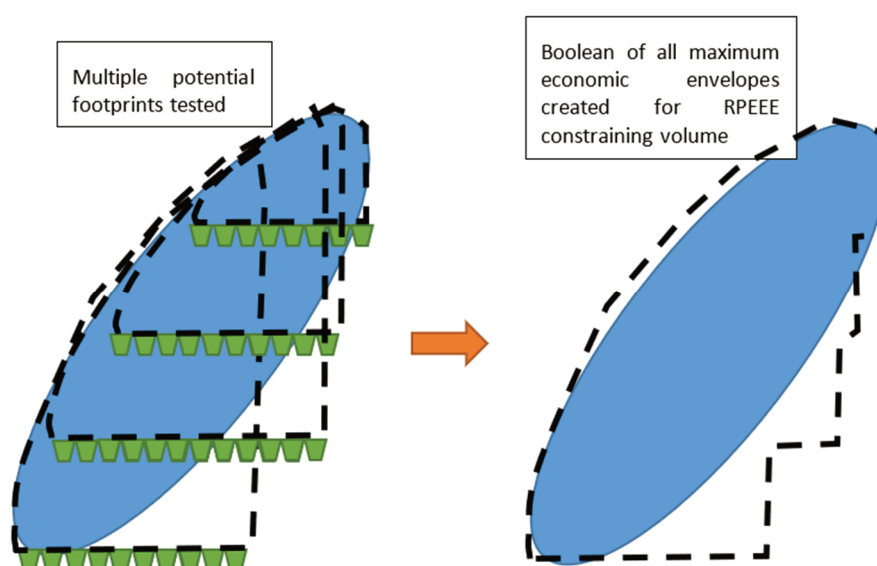 Multiple potential
footprints tested
Boolean of all maximum
economic envelopes
created for RPEEE
constraining volume